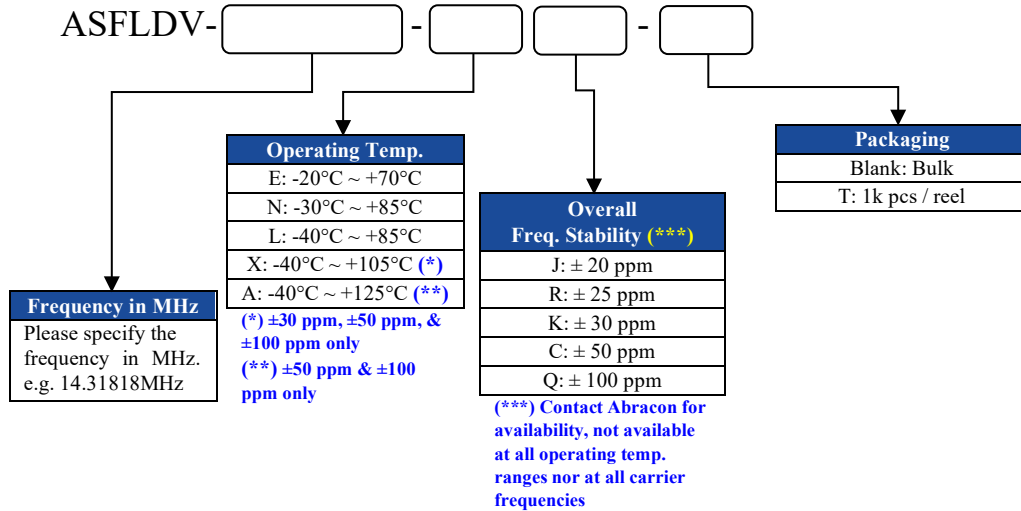 ASFLDV- - -
Packaging
Blank: Bulk
T: 1k pcs / reel
Operating Temp.
E: -20°C ~ +70°C
N: -30°C ~ +85°C
L: -40°C ~ +85°C
X: -40°C ~ +105°C (*)
A: -40°C ~ +125°C (**)
(*) ±30 ppm, ±50 ppm, &
±100 ppm only
(**) ±50 ppm & ±100
ppm only
Overall
Freq. Stability (***)
J: ± 20 ppm
R: ± 25 ppm
K: ± 30 ppm
C: ± 50 ppm
Q: ± 100 ppm
(***) Contact Abracon for
availability, not available
at all operating temp.
ranges nor at all carrier
frequencies
Frequency in MHz
Please specify the
frequency in MHz.
e.g. 14.31818MHz